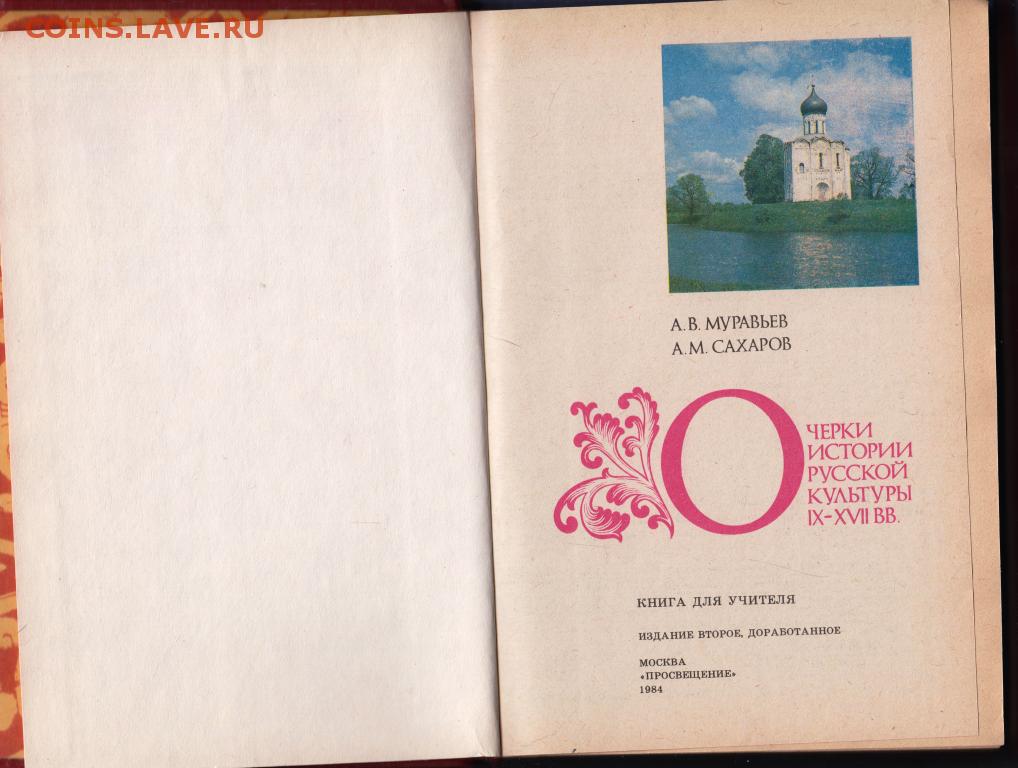 COINS.LAVE.RU
А. В. МУРАВЬЕВ
А. М. САХАРОВ
ОЧЕРКИ
ИСТОРИИ
РУССКОЙ
КУЛЬТУРЫ
IX–XVII ВВ.
КНИГА ДЛЯ УЧИТЕЛЯ
ИЗДАНИЕ ВТОРОЕ, ДОРАБОТАННОЕ
МОСКВА
«ПРОСВЕЩЕНИЕ»
1984